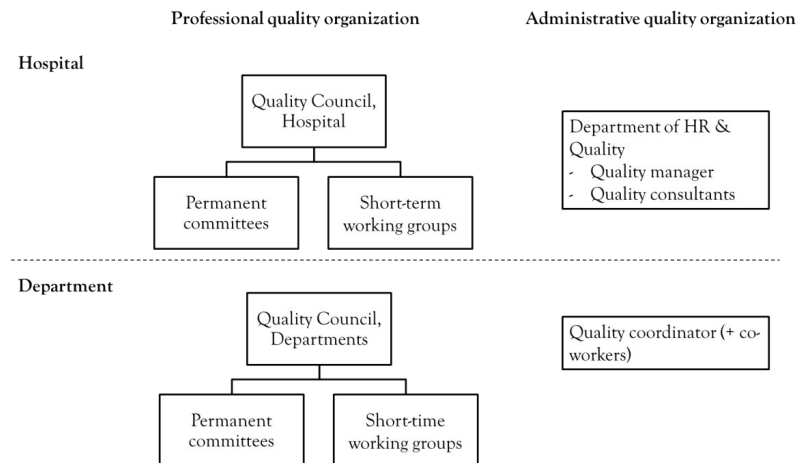 Professional quality organization
Administrative quality organization
Hospital
Quality Council,
Hospital
Permanent
committees
Short-term
working groups
Department of HR &
Quality
- Quality manager
- Quality consultants
Department
Quality Council,
Departments
Permanent
committees
Short-time
working groups
Quality coordinator (+ co-
workers)